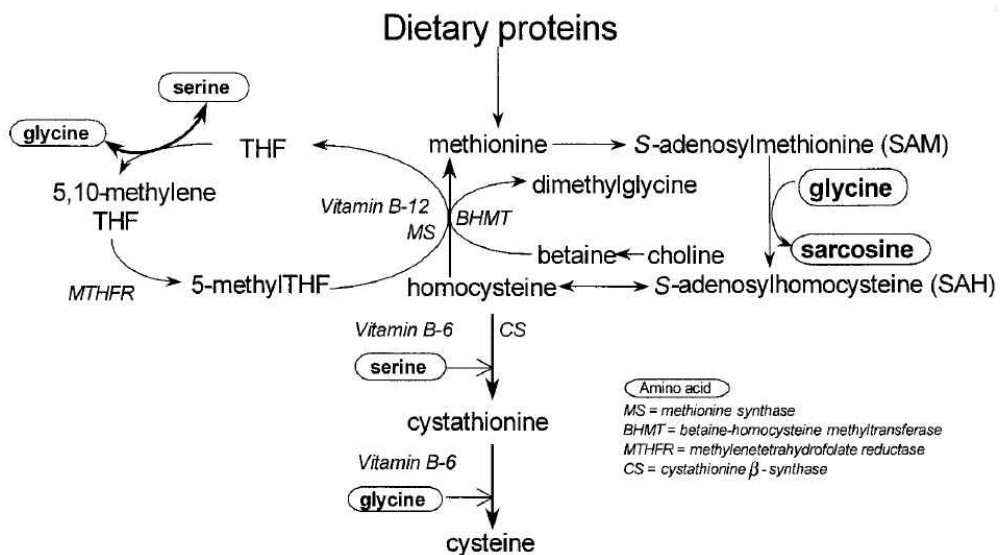 Dietary proteins
serine
glycine
THF
methionine
S-adenosylmethionine (SAM)
5,10-methylene
THF
Vitamin B-12
MS
BHMT
dimethylglycine
glycine
betaine
choline
sarcosine
MTHFR
5-methylTHF
homocysteine
S-adenosylhomocysteine (SAH)
Vitamin B-6
CS
serine
cystathionine
Vitamin B-6
glycine
cysteine
Amino acid
MS = methionine synthase
BHMT = betaine-homocysteine methyltransferase
MTHFR = methylenetetrahydrofolate reductase
CS = cystathionine β - synthase